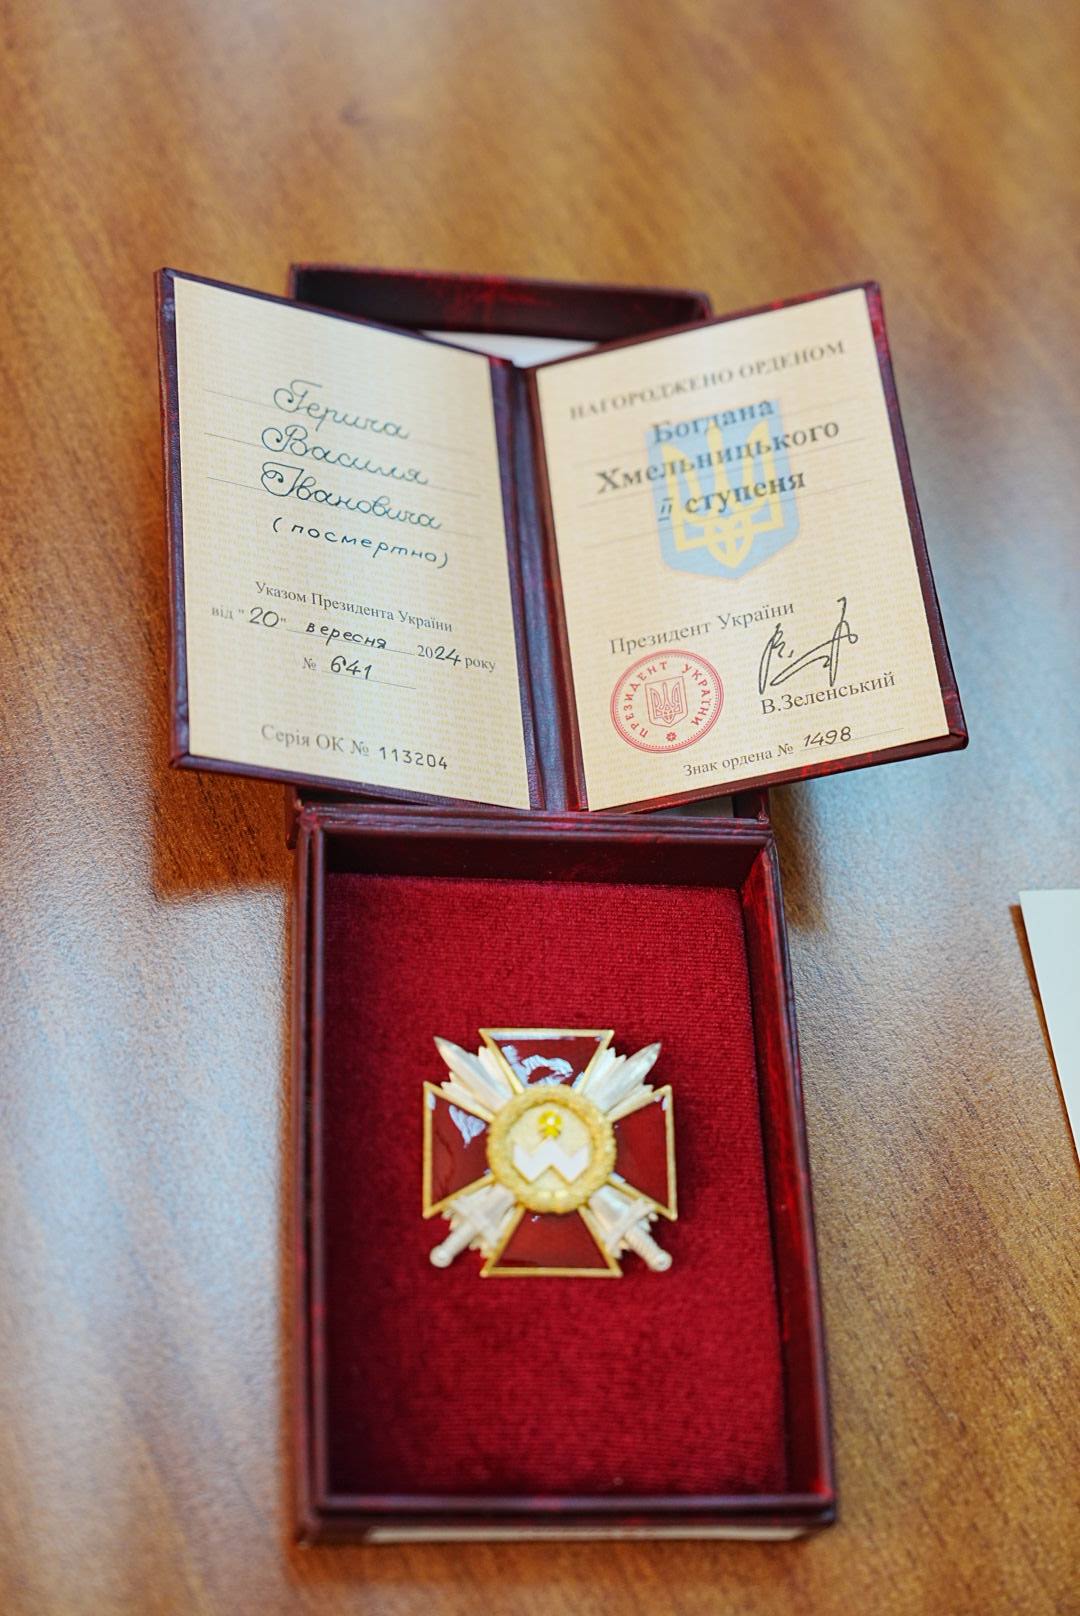 Герича
Василя
Івановича
(посмертно)
Указом Президента України
від "20" вересня 2024 року
№ 641
Серія ОК № 113204
НАГОРОДЖЕНО ОРДЕНОМ
Богдана
Хмельницького
ІІ ступеня
Президент України
ПРЕЗИДЕНТ УКРАЇНИ
В.Зеленський
Знак ордена № 1498